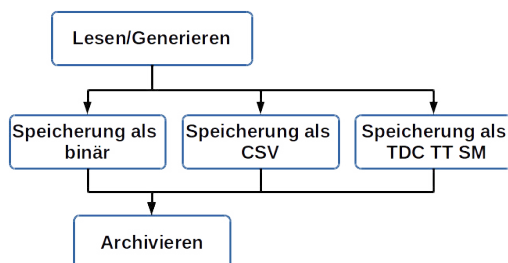 Lesen/Generieren
Speicherung als
binär
Speicherung als
CSV
Speicherung als
TDC TT SM
Archivieren